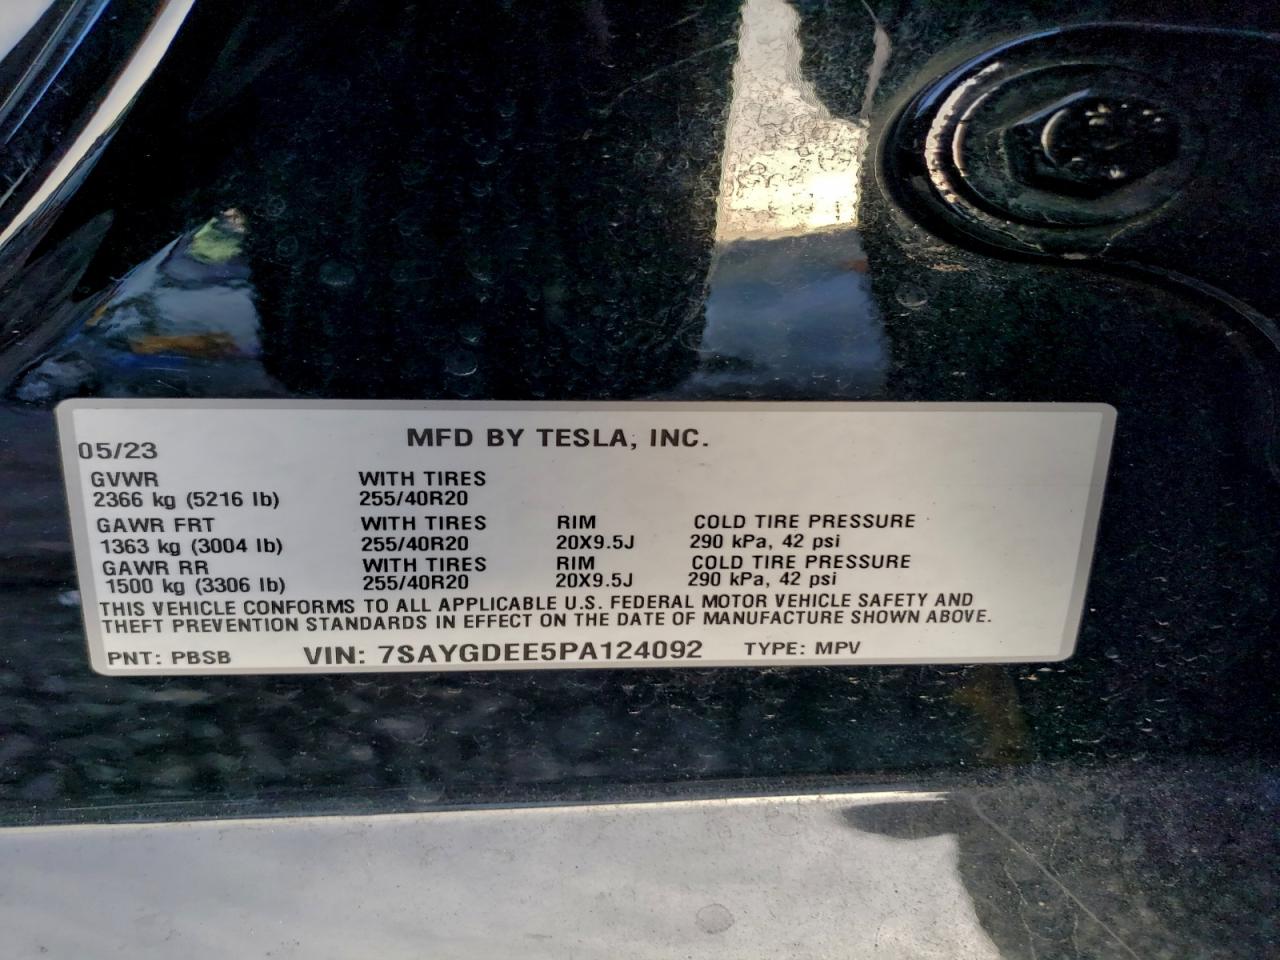 MFD BY TESLA, INC.
05/23
GVWR WITH TIRES
2366 kg (5216 lb) 255/40R20
GAWR FRT WITH TIRES RIM COLD TIRE PRESSURE
1363 kg (3004 lb) 255/40R20 20X9.5J 290 kPa, 42 psi
GAWR RR WITH TIRES RIM COLD TIRE PRESSURE
1500 kg (3306 lb) 255/40R20 20X9.5J 290 kPa, 42 psi
THIS VEHICLE CONFORMS TO ALL APPLICABLE U.S. FEDERAL MOTOR VEHICLE SAFETY AND
THEFT PREVENTION STANDARDS IN EFFECT ON THE DATE OF MANUFACTURE SHOWN ABOVE.
PNT: PBSB VIN: 7SAYGDEE5PA124092 TYPE: MPV